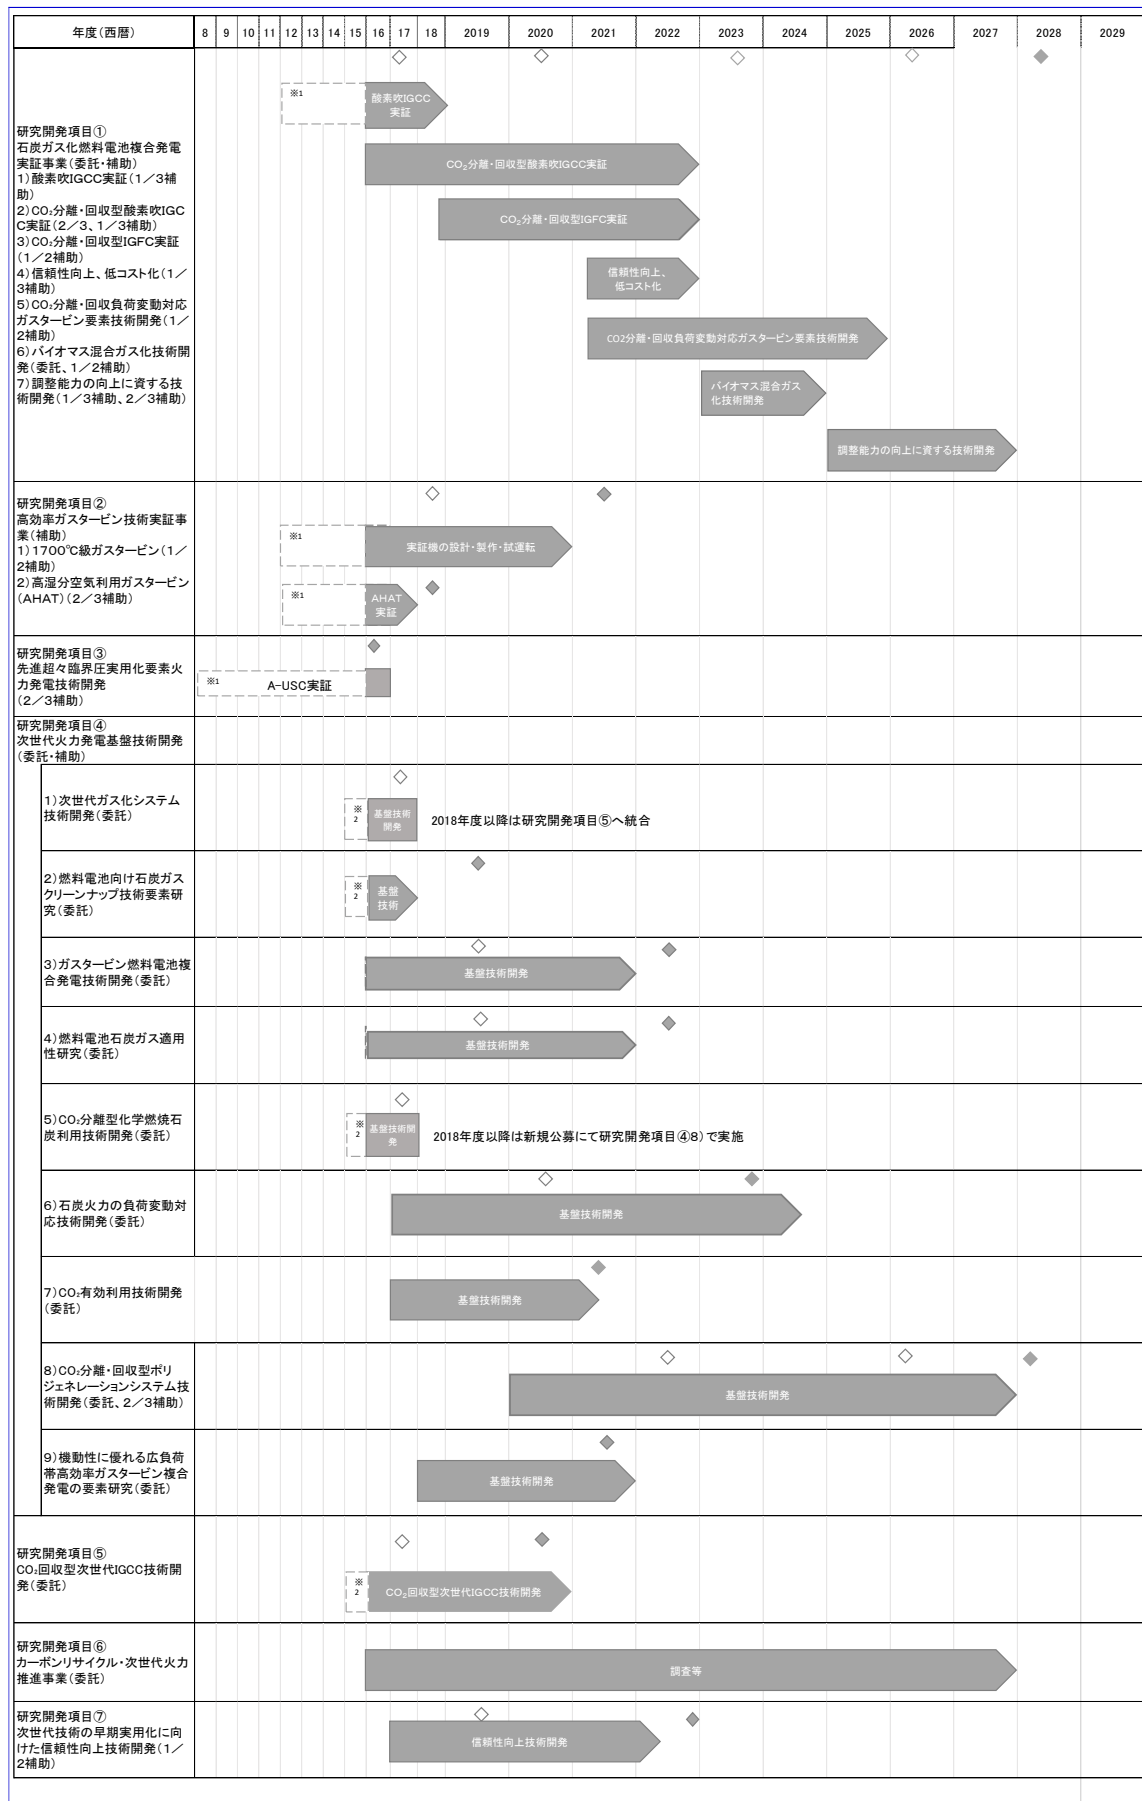 年度(西暦) 8 9 10 11 12 13 14 15 16 17 18 2019 2020 2021 2022 2023 2024 2025 2026 2027 2028 2029
研究開発項目①
石炭ガス化燃料電池複合発電
実証事業(委託・補助)
1)酸素吹IGCC実証(1/3補
助)
2)CO₂分離・回収型酸素吹IGC
C実証(2/3、1/3補助)
3)CO₂分離・回収型IGFC実証
(1/2補助)
4)信頼性向上、低コスト化(1/
3補助)
5)CO₂分離・回収負荷変動対応
ガスタービン要素技術開発(1/
2補助)
6)バイオマス混合ガス化技術開
発(委託、1/2補助)
7)調整能力の向上に資する技
術開発(1/3補助、2/3補助)
※1
酸素吹IGCC
実証
CO₂分離・回収型酸素吹IGCC実証
CO₂分離・回収型IGFC実証
信頼性向上、
低コスト化
CO2分離・回収負荷変動対応ガスタービン要素技術開発
バイオマス混合ガス
化技術開発
調整能力の向上に資する技術開発
研究開発項目②
高効率ガスタービン技術実証事
業(補助)
1)1700℃級ガスタービン(1/
2補助)
2)高湿分空気利用ガスタービン
(AHAT)(2/3補助)
※1
実証機の設計・製作・試運転
※1
AHAT
実証
研究開発項目③
先進超々臨界圧実用化要素火
力発電技術開発
(2/3補助)
※1
A-USC実証
研究開発項目④
次世代火力発電基盤技術開発
(委託・補助)
1)次世代ガス化システム
技術開発(委託)
※
2
基盤技術
開発
2018年度以降は研究開発項目⑤へ統合
2)燃料電池向け石炭ガス
クリーンナップ技術要素研
究(委託)
※
2
基盤
技術
3)ガスタービン燃料電池複
合発電技術開発(委託)
基盤技術開発
4)燃料電池石炭ガス適用
性研究(委託)
基盤技術開発
5)CO₂分離型化学燃焼石
炭利用技術開発(委託)
※
2
基盤技術開
発
2018年度以降は新規公募にて研究開発項目④8)で実施
6)石炭火力の負荷変動対
応技術開発(委託)
基盤技術開発
7)CO₂有効利用技術開発
(委託)
基盤技術開発
8)CO₂分離・回収型ポリ
ジェネレーションシステム技
術開発(委託、2/3補助)
基盤技術開発
9)機動性に優れる広負荷
帯高効率ガスタービン複合
発電の要素研究(委託)
基盤技術開発
研究開発項目⑤
CO₂回収型次世代IGCC技術開
発(委託)
※
2
CO₂回収型次世代IGCC技術開発
研究開発項目⑥
カーボンリサイクル・次世代火力
推進事業(委託)
調査等
研究開発項目⑦
次世代技術の早期実用化に向
けた信頼性向上技術開発(1/
2補助)
信頼性向上技術開発